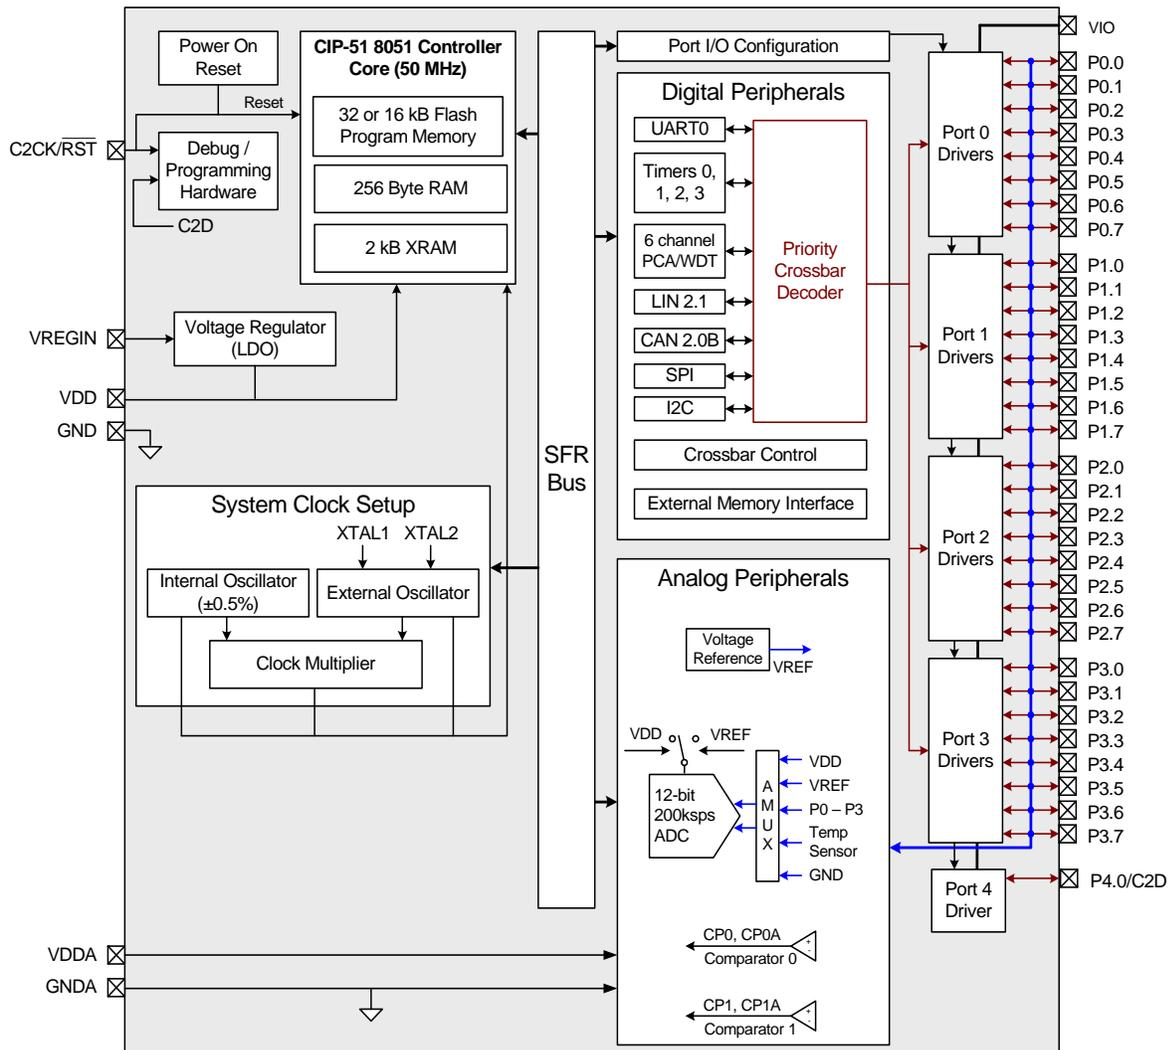 Power On
Reset
Reset
C2CK/RST
Debug /
Programming
Hardware
C2D
CIP-51 8051 Controller
Core (50 MHz)
32 or 16 kB Flash
Program Memory
256 Byte RAM
2 kB XRAM
VREGIN
Voltage Regulator
(LDO)
VDD
GND
System Clock Setup
XTAL1
XTAL2
Internal Oscillator
(±0.5%)
External Oscillator
Clock Multiplier
VDDA
GNDA
SFR
Bus
Port I/O Configuration
Digital Peripherals
UART0
Timers 0,
1, 2, 3
6 channel
PCA/WDT
LIN 2.1
CAN 2.0B
SPI
I2C
Priority
Crossbar
Decoder
Crossbar Control
External Memory Interface
Analog Peripherals
Voltage
Reference
VREF
VDD
VREF
12-bit
200ksps
ADC
A
M
U
X
VDD
VREF
P0 – P3
Temp
Sensor
GND
CP0, CP0A
+
-
Comparator 0
CP1, CP1A
+
-
Comparator 1
Port 0
Drivers
Port 1
Drivers
Port 2
Drivers
Port 3
Drivers
Port 4
Driver
VIO
P0.0
P0.1
P0.2
P0.3
P0.4
P0.5
P0.6
P0.7
P1.0
P1.1
P1.2
P1.3
P1.4
P1.5
P1.6
P1.7
P2.0
P2.1
P2.2
P2.3
P2.4
P2.5
P2.6
P2.7
P3.0
P3.1
P3.2
P3.3
P3.4
P3.5
P3.6
P3.7
P4.0/C2D